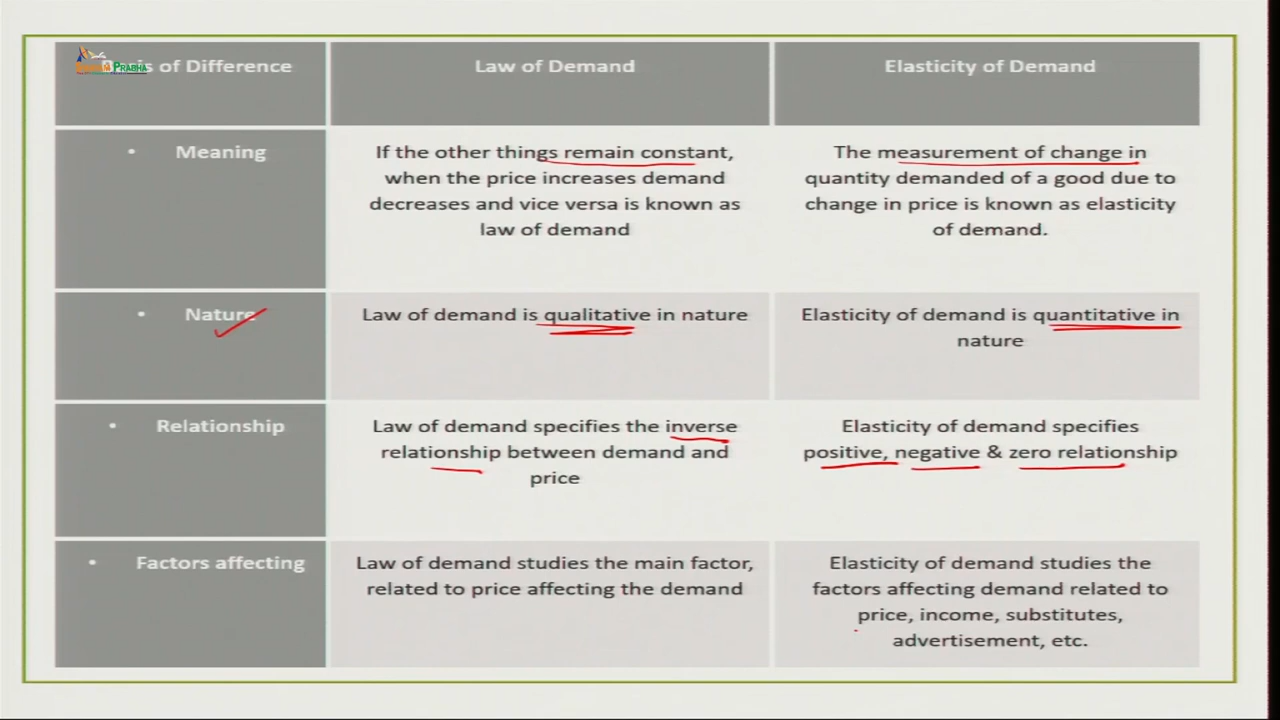 of Difference
Law of Demand
Elasticity of Demand
PRABHA
• Meaning
If the other things remain constant,
when the price increases demand
decreases and vice versa is known as
law of demand
The measurement of change in
quantity demanded of a good due to
change in price is known as elasticity
of demand.
• Nature
Law of demand is qualitative in nature
Elasticity of demand is quantitative in
nature
• Relationship
Law of demand specifies the inverse
relationship between demand and
price
Elasticity of demand specifies
positive, negative & zero relationship
• Factors affecting
Law of demand studies the main factor,
related to price affecting the demand
Elasticity of demand studies the
factors affecting demand related to
price, income, substitutes,
advertisement, etc.